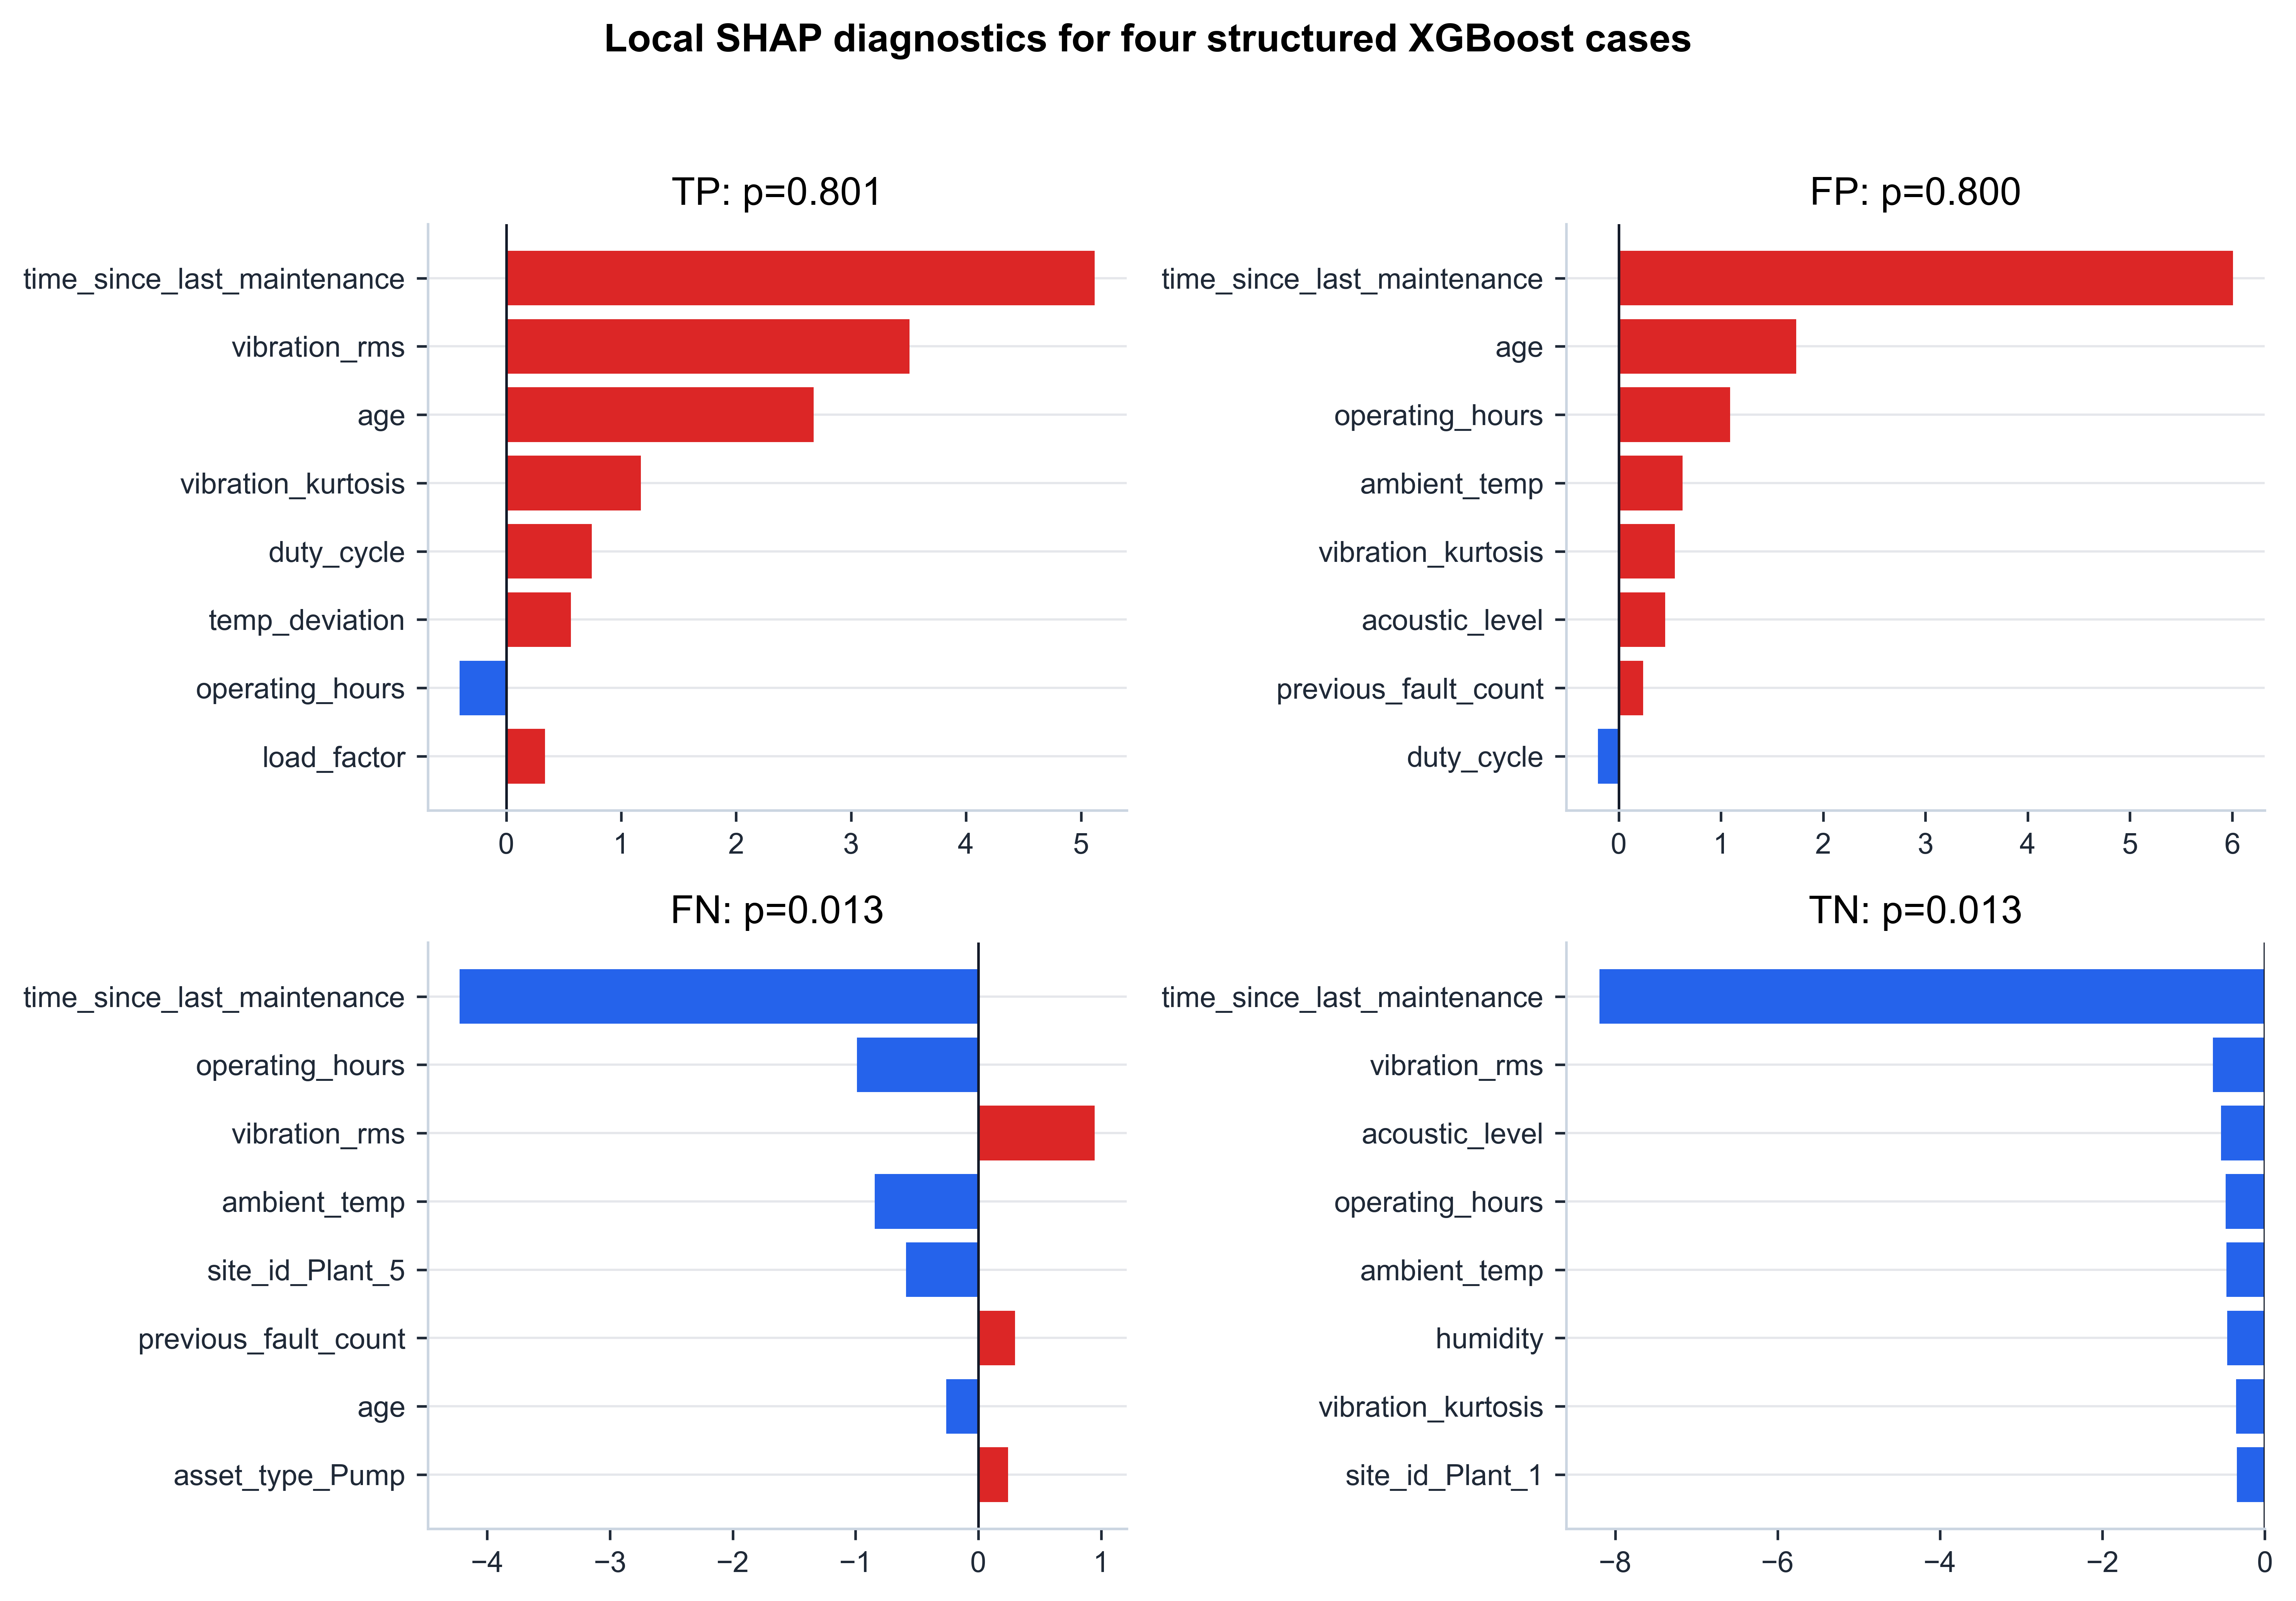 Local SHAP diagnostics for four structured XGBoost cases
TP: p=0.801
time_since_last_maintenance
vibration_rms
age
vibration_kurtosis
duty_cycle
temp_deviation
operating_hours
load_factor
0 1 2 3 4 5
FP: p=0.800
time_since_last_maintenance
age
operating_hours
ambient_temp
vibration_kurtosis
acoustic_level
previous_fault_count
duty_cycle
0 1 2 3 4 5 6
FN: p=0.013
time_since_last_maintenance
operating_hours
vibration_rms
ambient_temp
site_id_Plant_5
previous_fault_count
age
asset_type_Pump
−4 −3 −2 −1 0 1
TN: p=0.013
time_since_last_maintenance
vibration_rms
acoustic_level
operating_hours
ambient_temp
humidity
vibration_kurtosis
site_id_Plant_1
−8 −6 −4 −2 0